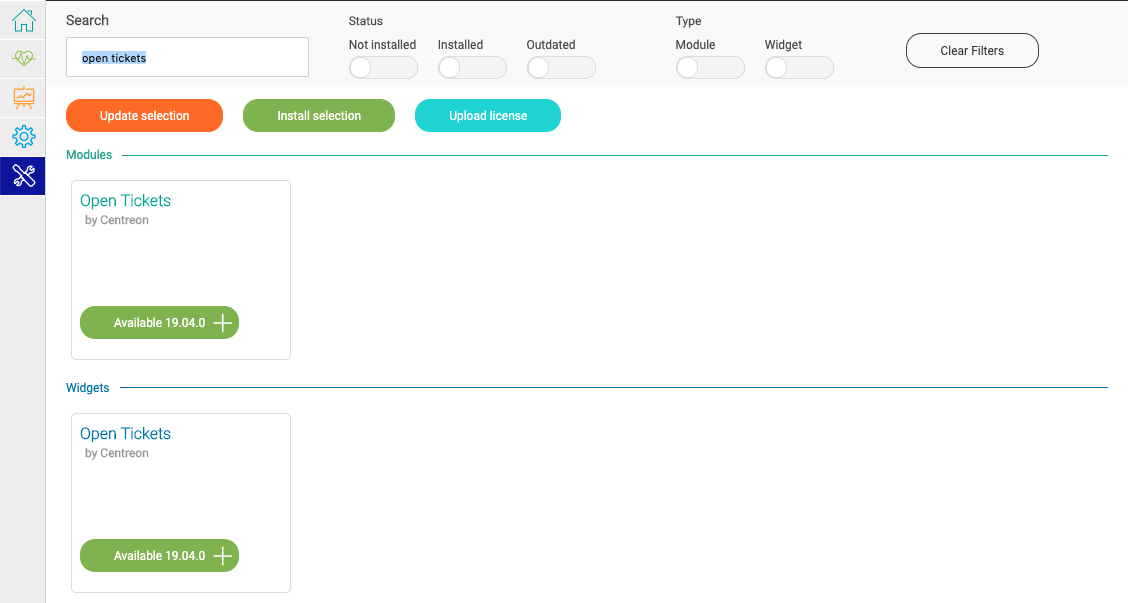 Search
open tickets
Status
Not installed Installed Outdated
Type
Module Widget
Clear Filters
Update selection Install selection Upload license
Modules
Open Tickets
by Centreon
Available 19.04.0
Widgets
Open Tickets
by Centreon
Available 19.04.0